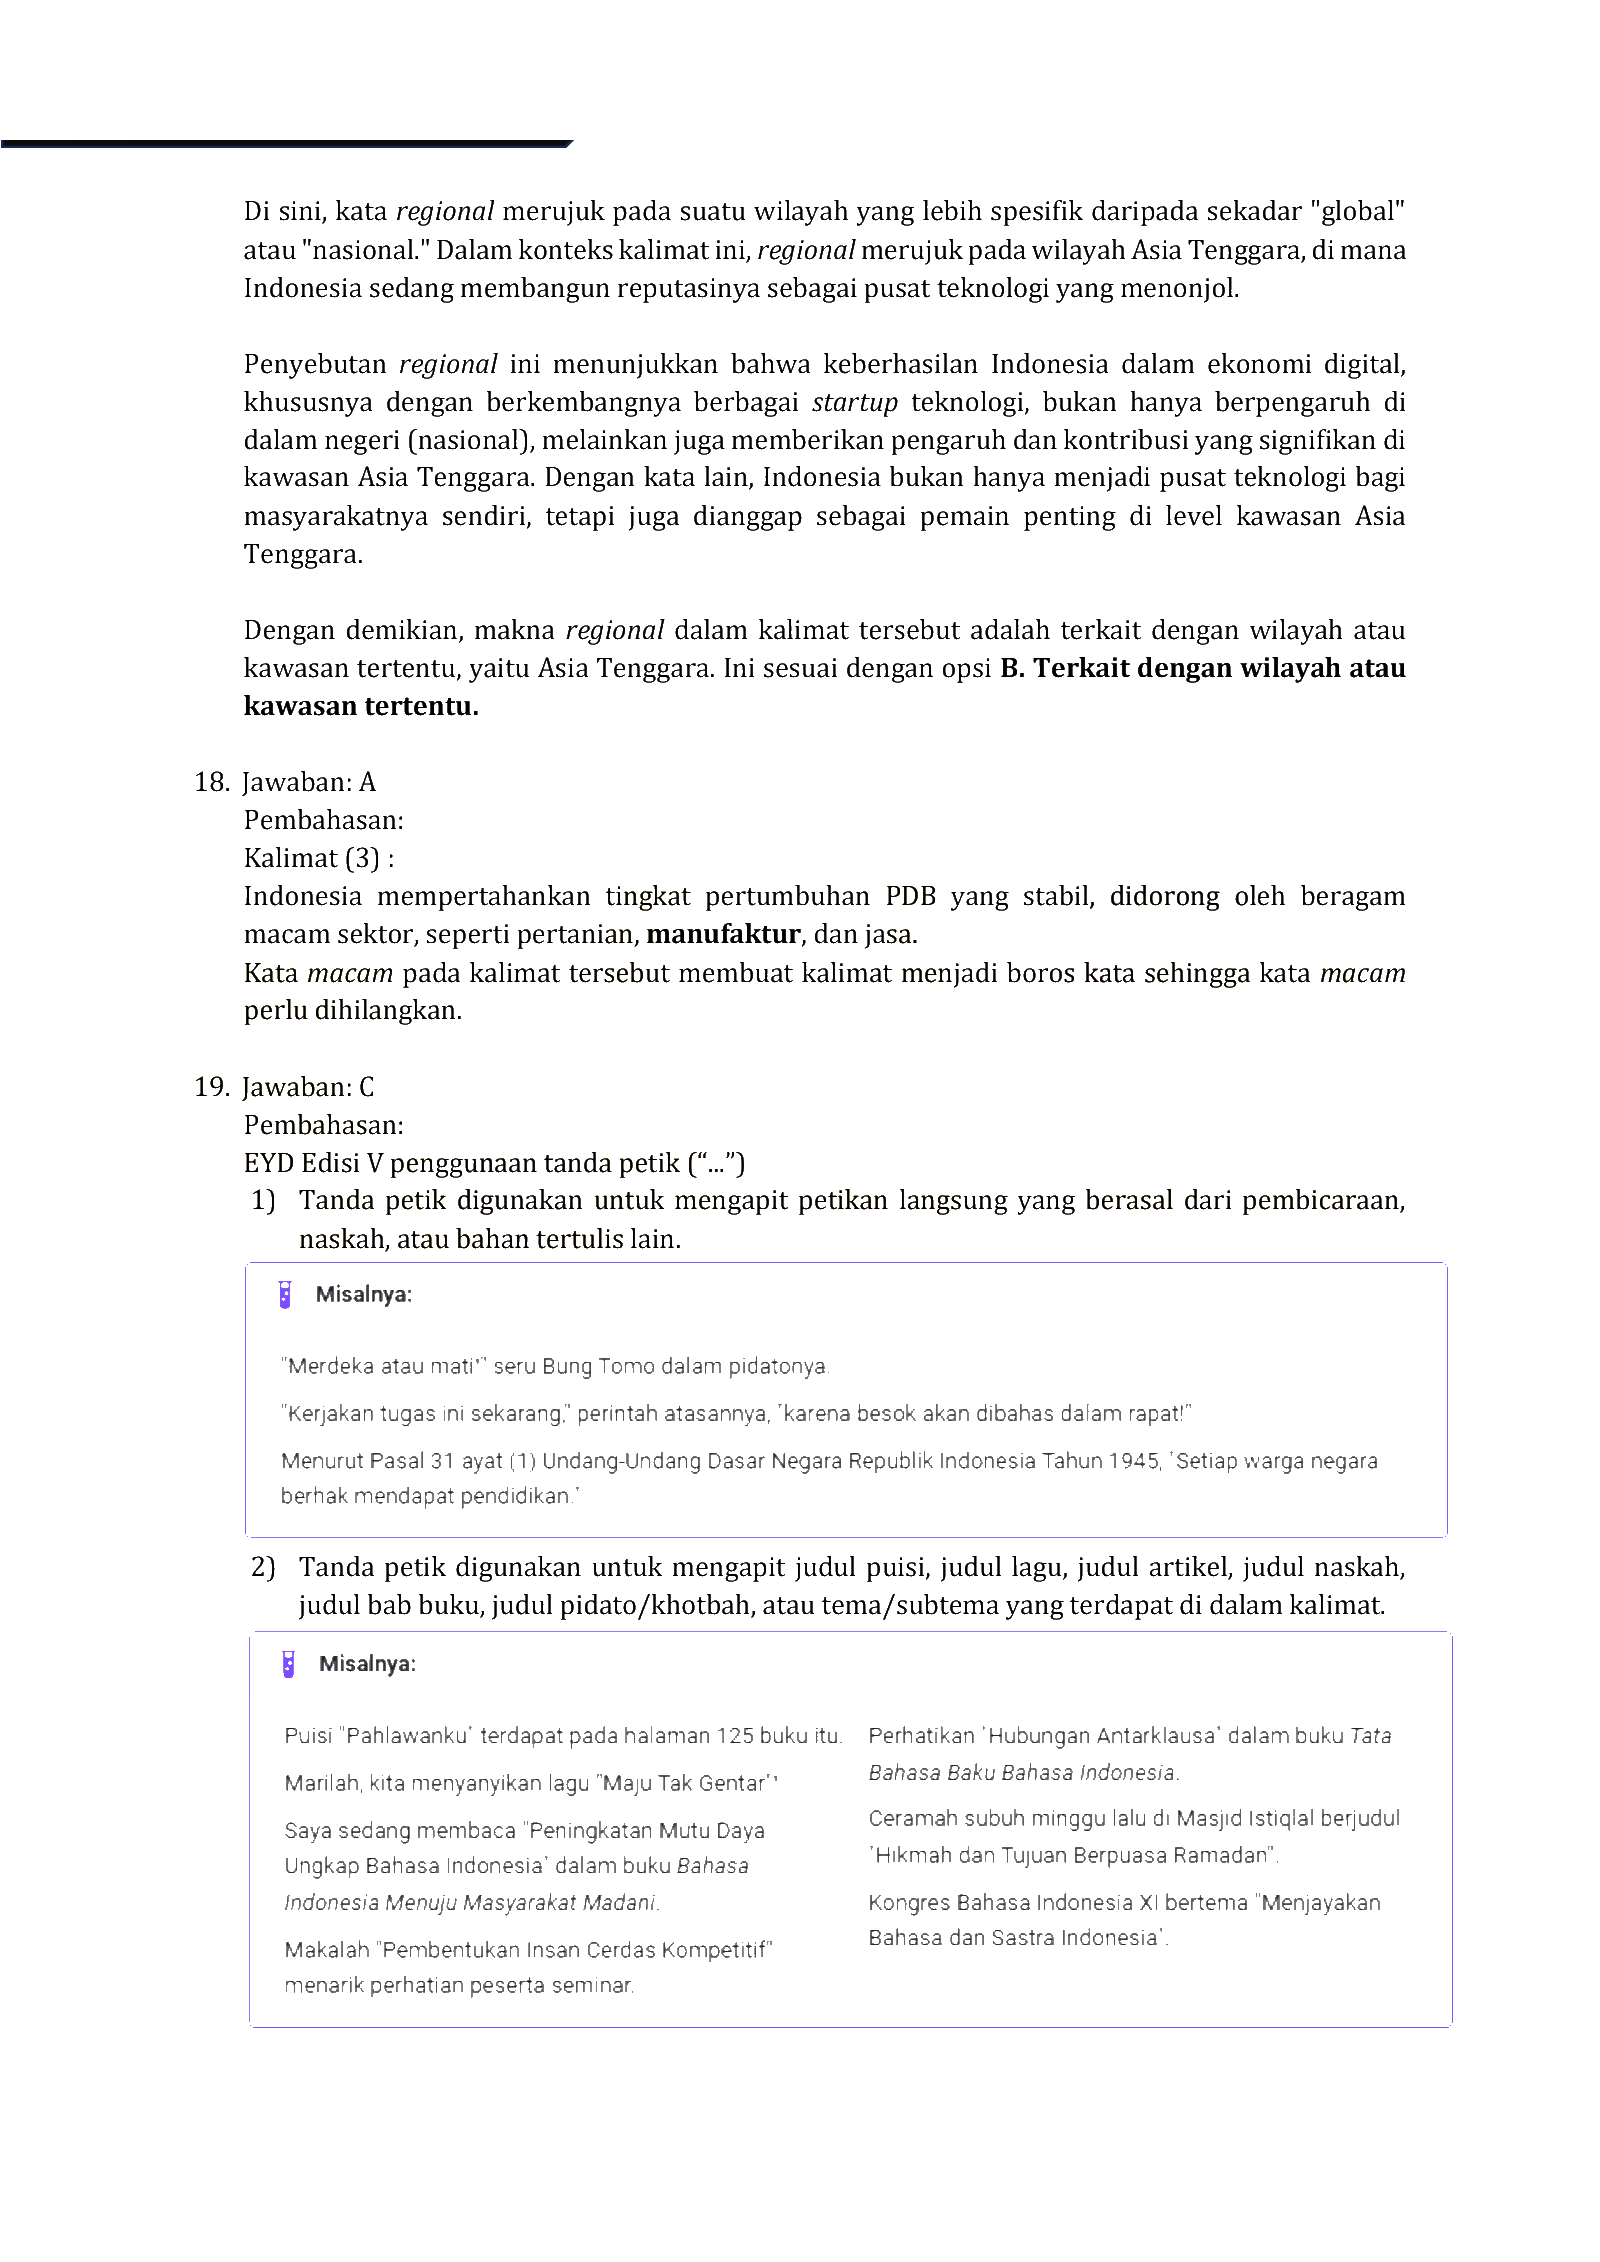 Di sini, kata regional merujuk pada suatu wilayah yang lebih spesifik daripada sekadar "global"
atau "nasional." Dalam konteks kalimat ini, regional merujuk pada wilayah Asia Tenggara, di mana
Indonesia sedang membangun reputasinya sebagai pusat teknologi yang menonjol.
Penyebutan regional ini menunjukkan bahwa keberhasilan Indonesia dalam ekonomi digital,
khususnya dengan berkembangnya berbagai startup teknologi, bukan hanya berpengaruh di
dalam negeri (nasional), melainkan juga memberikan pengaruh dan kontribusi yang signifikan di
kawasan Asia Tenggara. Dengan kata lain, Indonesia bukan hanya menjadi pusat teknologi bagi
masyarakatnya sendiri, tetapi juga dianggap sebagai pemain penting di level kawasan Asia
Tenggara.
Dengan demikian, makna regional dalam kalimat tersebut adalah terkait dengan wilayah atau
kawasan tertentu, yaitu Asia Tenggara. Ini sesuai dengan opsi B. Terkait dengan wilayah atau
kawasan tertentu.
18. Jawaban: A
Pembahasan:
Kalimat (3) :
Indonesia mempertahankan tingkat pertumbuhan PDB yang stabil, didorong oleh beragam
macam sektor, seperti pertanian, manufaktur, dan jasa.
Kata macam pada kalimat tersebut membuat kalimat menjadi boros kata sehingga kata macam
perlu dihilangkan.
19. Jawaban: C
Pembahasan:
EYD Edisi V penggunaan tanda petik (“...”)
1) Tanda petik digunakan untuk mengapit petikan langsung yang berasal dari pembicaraan,
naskah, atau bahan tertulis lain.
Misalnya:
"Merdeka atau mati!" seru Bung Tomo dalam pidatonya.
"Kerjakan tugas ini sekarang," perintah atasannya, "karena besok akan dibahas dalam rapat!"
Menurut Pasal 31 ayat (1) Undang-Undang Dasar Negara Republik Indonesia Tahun 1945, "Setiap warga negara
berhak mendapat pendidikan."
2) Tanda petik digunakan untuk mengapit judul puisi, judul lagu, judul artikel, judul naskah,
judul bab buku, judul pidato/khotbah, atau tema/subtema yang terdapat di dalam kalimat.
Misalnya:
Puisi "Pahlawanku" terdapat pada halaman 125 buku itu.
Marilah, kita menyanyikan lagu "Maju Tak Gentar"!
Saya sedang membaca "Peningkatan Mutu Daya
Ungkap Bahasa Indonesia" dalam buku Bahasa
Indonesia Menuju Masyarakat Madani.
Makalah "Pembentukan Insan Cerdas Kompetitif"
menarik perhatian peserta seminar.
Perhatikan "Hubungan Antarklausa" dalam buku Tata
Bahasa Baku Bahasa Indonesia.
Ceramah subuh minggu lalu di Masjid Istiqlal berjudul
"Hikmah dan Tujuan Berpuasa Ramadan".
Kongres Bahasa Indonesia XI bertema "Menjayakan
Bahasa dan Sastra Indonesia".